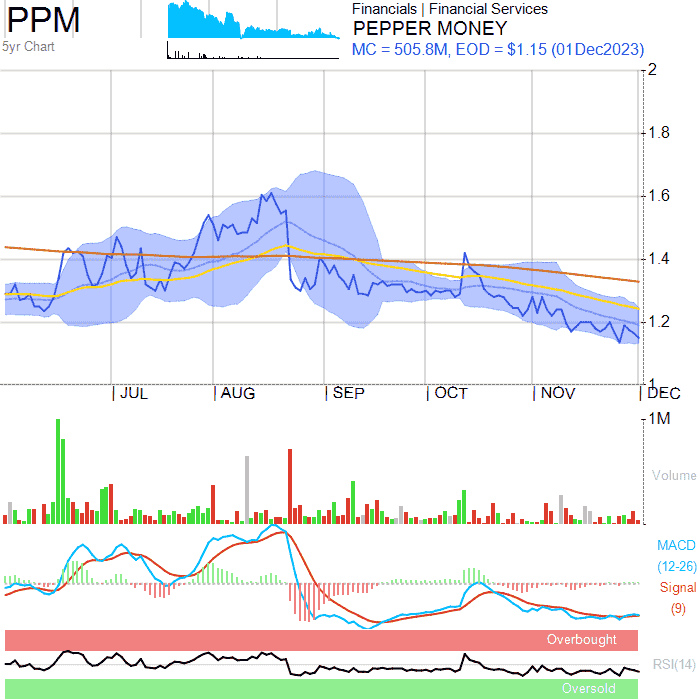 PPM
5yr Chart
Financials | Financial Services
PEPPER MONEY
MC = 505.8M, EOD = $1.15 (01Dec2023)
2
1.8
1.6
1.4
1.2
1
| JUL | AUG | SEP | OCT | NOV | DEC
1M
Volume
MACD
(12-26)
Signal
(9)
Overbought
RSI(14)
Oversold